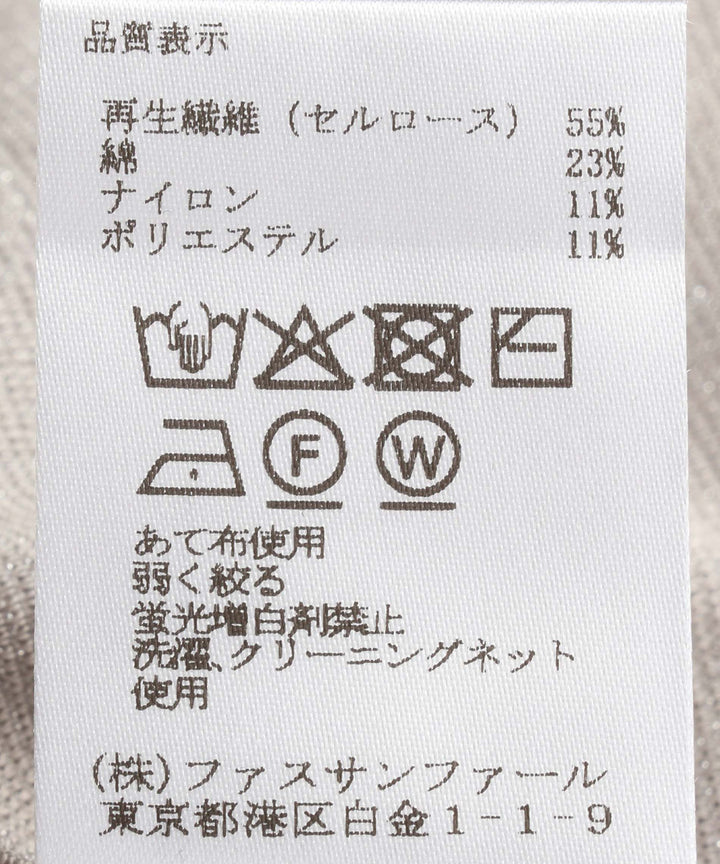 品質表示
再生繊維 (セルロース) 55%
綿 23%
ナイロン 11%
ポリエステル 11%
F W
あて布使用
弱く絞る
蛍光増白剤禁止
洗濯、クリーニングネット
使用
(株)ファスサンファール
東京都港区白金1-1-9